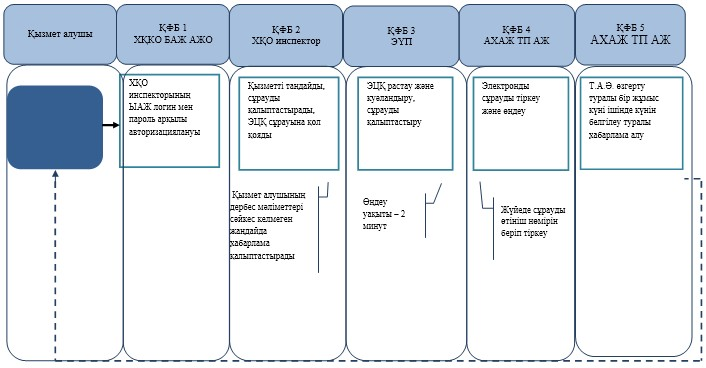 Қызмет алушы
ҚФБ 1
ХҚКО БАЖ АЖО
ҚФБ 2
ХҚО инспектор
ҚФБ 3
ЭҮП
ҚФБ 4
АХАЖ ТП АЖ
ҚФБ 5
АХАЖ ТП АЖ
ХҚО
инспекторының
ЫАЖ логин мен
пароль арқылы
авторизациялануы
Қызметті таңдайды,
сұрауды
қалыптастырады,
ЭЦҚ сұрауына қол
қояды
ЭЦҚ растау және
куәландыру,
сұрауды
қалыптастыру
Электронды
сұрауды тіркеу
және өңдеу
Т.А.Ә. өзгерту
туралы бір жұмыс
күні ішінде күнін
белгілеу туралы
хабарлама алу
Қызмет алушының
дербес мәліметтері
сәйкес келмеген
жағдайда
хабарлама
қалыптастырады
Өңдеу
уақыты – 2
минут
Жүйеде сұрауды
өтініш нөмірін
беріп тіркеу